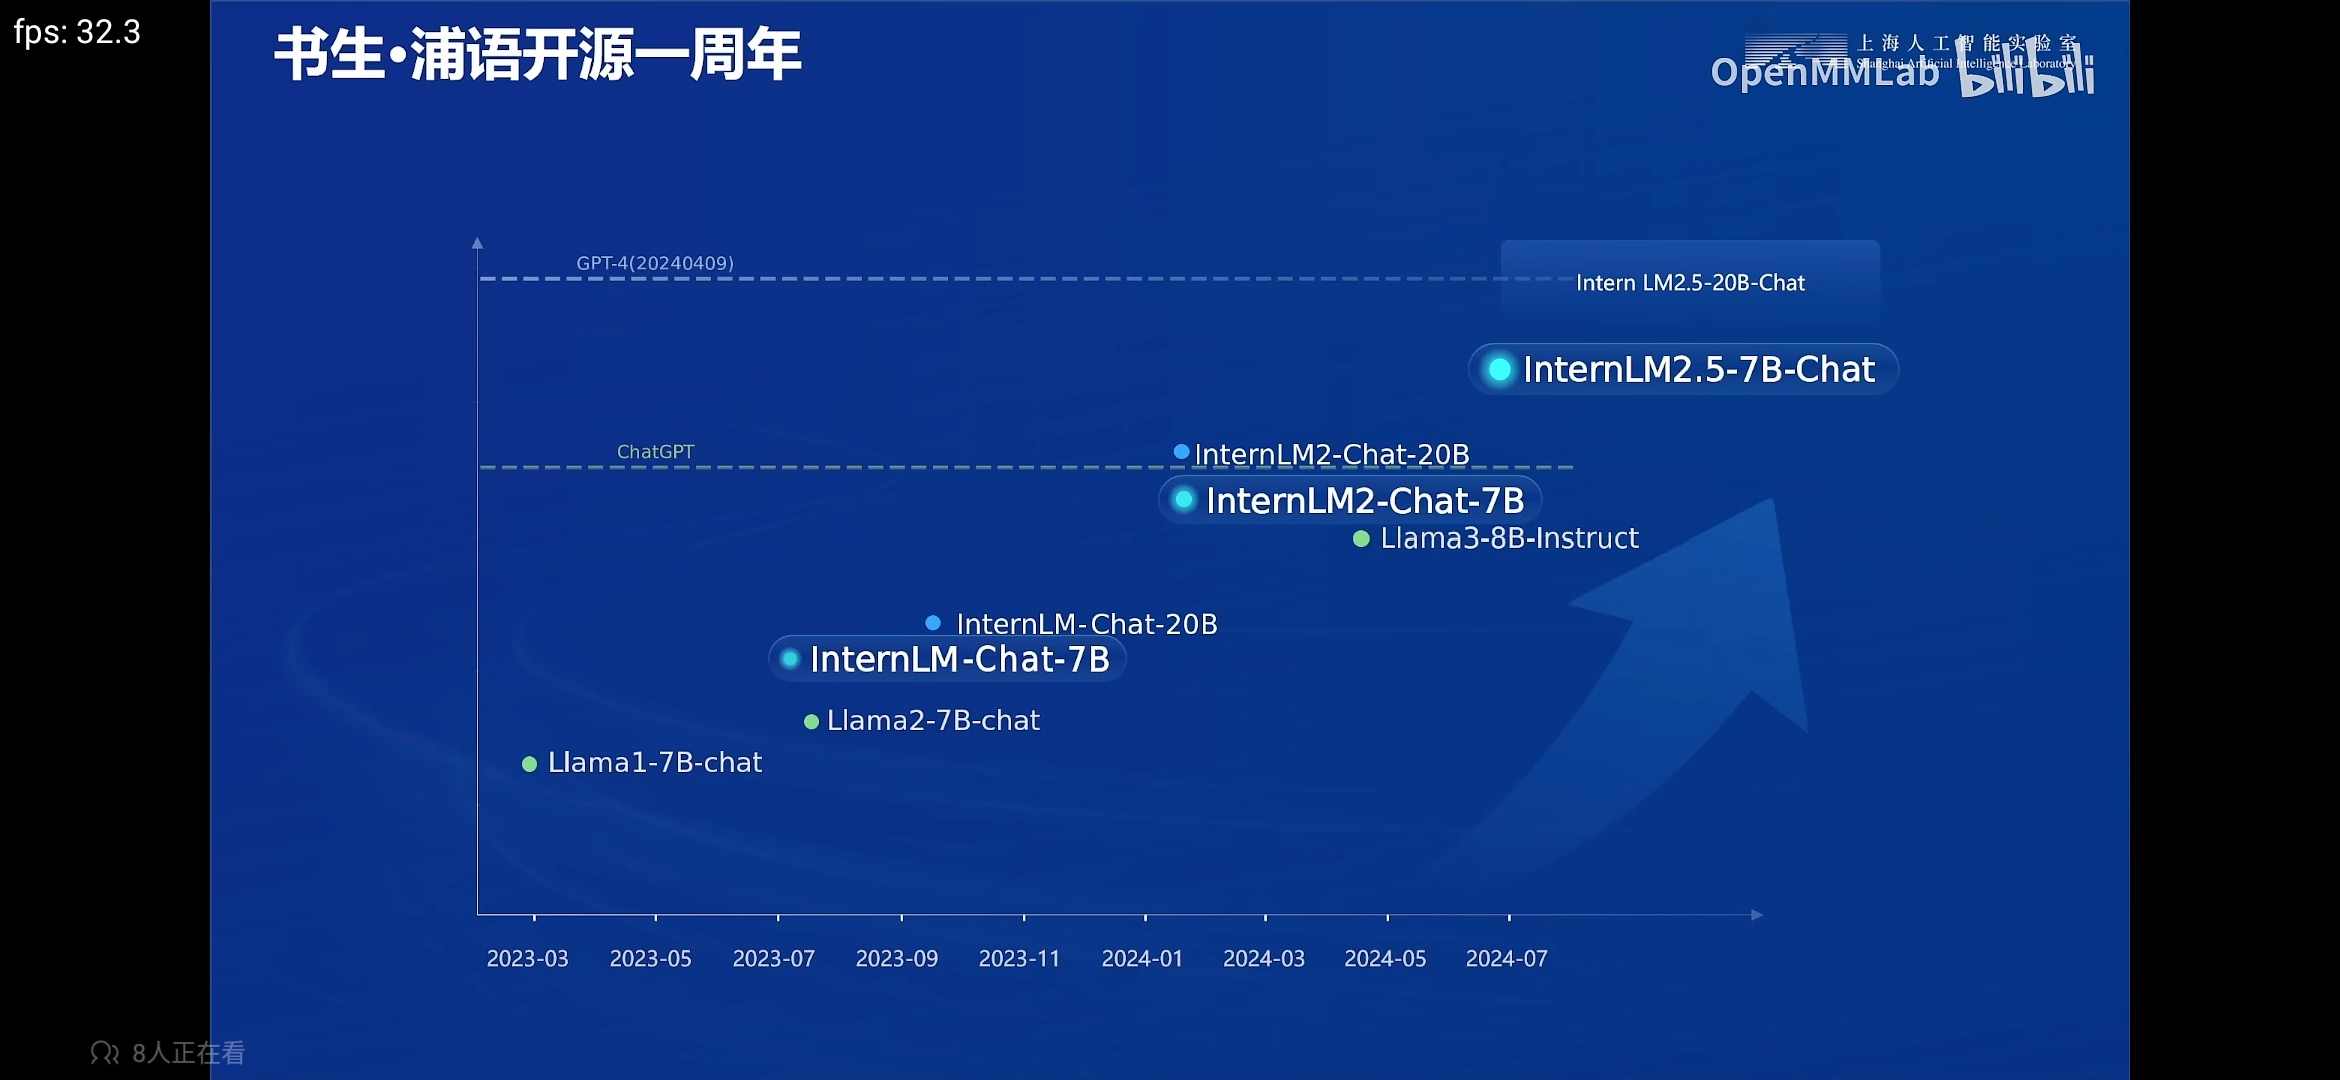 fps: 32.3
书生·浦语开源一周年
上海人工智能实验室
Shanghai Artificial Intelligence Laboratory
OpenMMLab bilibili
GPT-4(20240409)
Intern LM2.5-20B-Chat
InternLM2.5-7B-Chat
ChatGPT
InternLM2-Chat-20B
InternLM2-Chat-7B
Llama3-8B-Instruct
InternLM-Chat-20B
InternLM-Chat-7B
Llama2-7B-chat
Llama1-7B-chat
2023-03 2023-05 2023-07 2023-09 2023-11 2024-01 2024-03 2024-05 2024-07
8人正在看